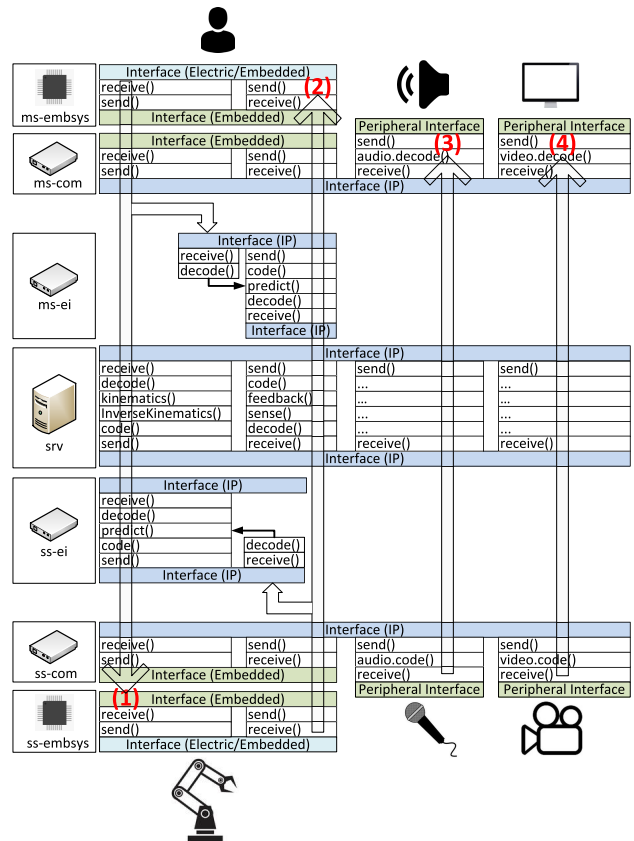 Interface (Electric/Embedded)
receive() send() (2)
send() receive()
ms-embsys
Interface (Embedded)
Interface (Embedded)
Peripheral Interface Peripheral Interface
receive() send()
send() receive()
send() (3) send() (4)
audio.decode() video.decode()
receive() receive()
ms-com
Interface (IP)
Interface (IP)
receive() send()
decode() code()
predict()
decode()
receive()
Interface (IP)
ms-ei
Interface (IP)
receive() send() send() send()
decode() code() ... ...
kinematics() feedback() ... ...
InverseKinematics() sense() ... ...
code() decode() ... ...
send() receive() receive() receive()
srv
Interface (IP)
Interface (IP)
receive()
decode()
predict()
code() decode()
send() receive()
Interface (IP)
ss-ei
Interface (IP)
receive() send() send() send()
send() receive() audio.code() video.code()
receive() receive()
ss-com
Interface (Embedded)
Peripheral Interface Peripheral Interface
(1) Interface (Embedded)
receive() send()
send() receive()
ss-embsys
Interface (Electric/Embedded)